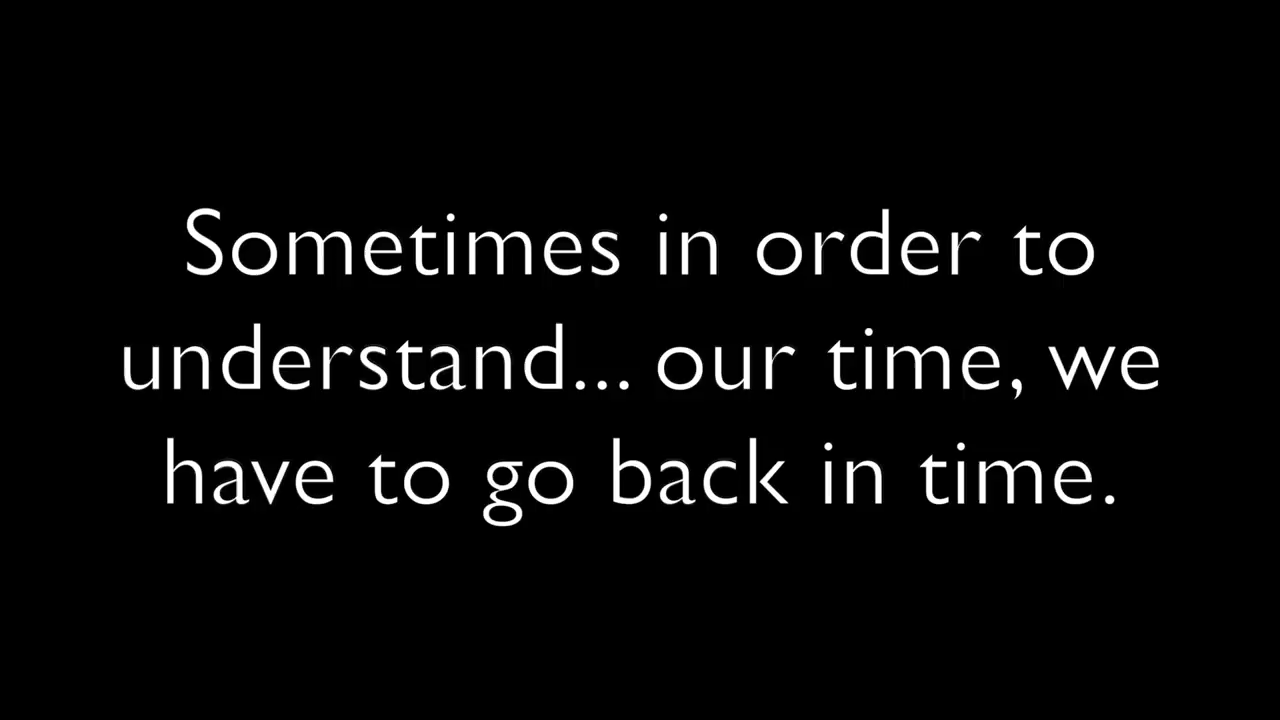 Sometimes in order to
understand... our time, we
have to go back in time.